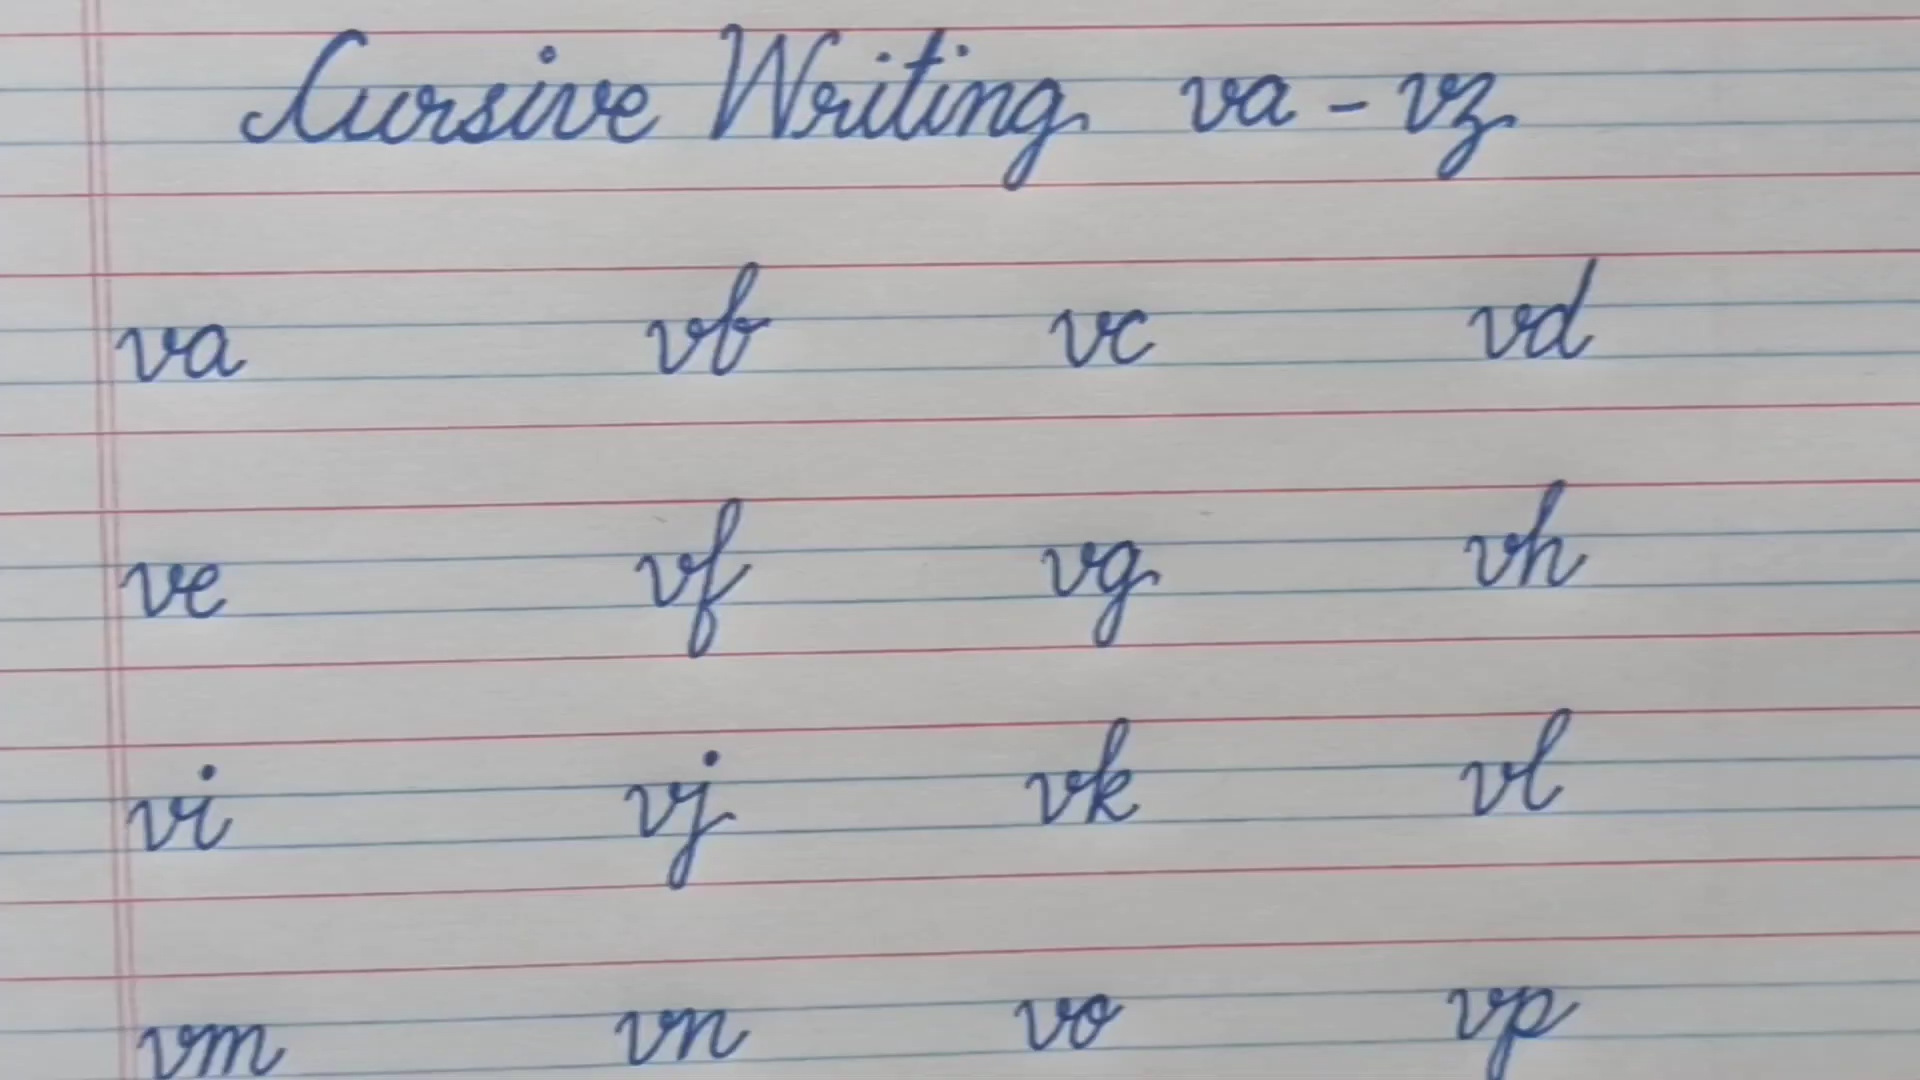 Cursive Writing va - vz
va vb vc vd
ve vf vg vh
vi vj vk vl
vm vn vo vp